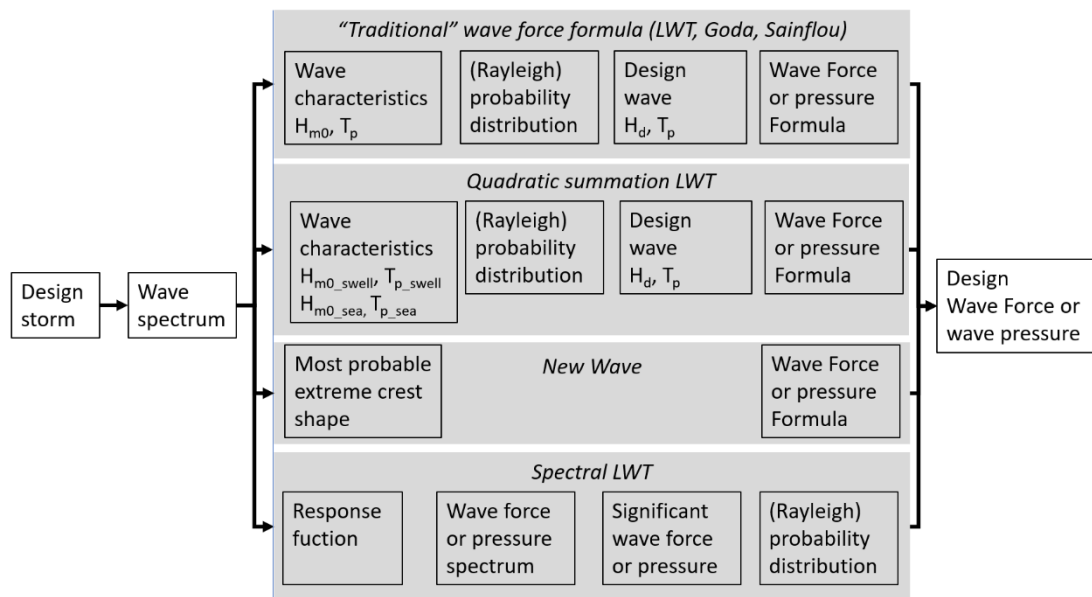 “Traditional” wave force formula (LWT, Goda, Sainflou)
Wave
characteristics
Hm0, Tp
(Rayleigh)
probability
distribution
Design
wave
Hd, Tp
Wave Force
or pressure
Formula
Quadratic summation LWT
Wave
characteristics
Hm0_swell, Tp_swell
Hm0_sea, Tp_sea
(Rayleigh)
probability
distribution
Design
wave
Hd, Tp
Wave Force
or pressure
Formula
Design
storm
Wave
spectrum
Design
Wave Force or
wave pressure
Most probable
extreme crest
shape
New Wave
Wave Force
or pressure
Formula
Spectral LWT
Response
fuction
Wave force
or pressure
spectrum
Significant
wave force
or pressure
(Rayleigh)
probability
distribution